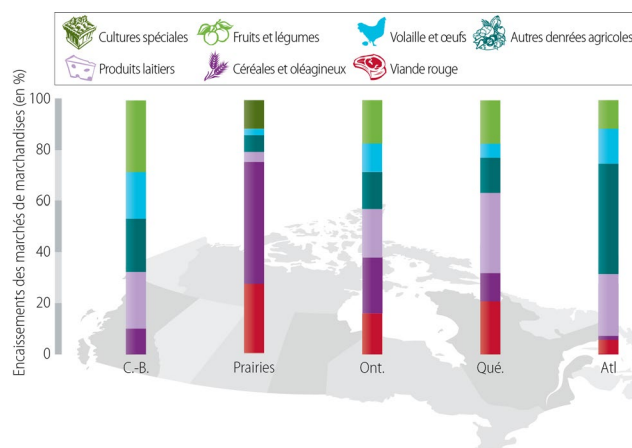 Cultures spéciales
Fruits et légumes
Volaille et œufs
Autres denrées agricoles
Produits laitiers
Céréales et oléagineux
Viande rouge
Encaissements des marchés de marchandises (en %)
100
80
60
40
20
0
C.-B.
Prairies
Ont.
Qué.
Atl